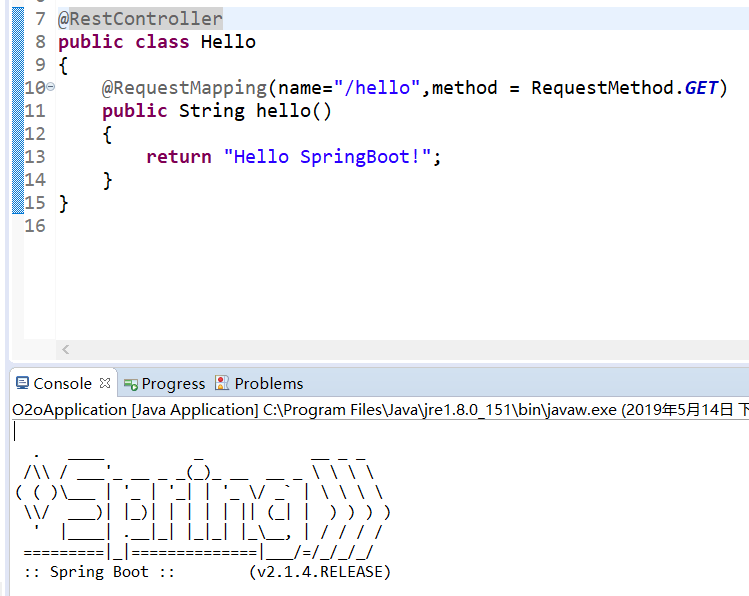 7 @RestController
8 public class Hello
9 {
10 @RequestMapping(name="/hello",method = RequestMethod.GET)
11 public String hello()
12 {
13 return "Hello SpringBoot!";
14 }
15 }
16
Console Progress Problems
O2oApplication [Java Application] C:\Program Files\Java\jre1.8.0_151\bin\javaw.exe (2019年5月14日 下
  .   ____          _            __ _ _
 /\\ / ___'_ __ _ _(_)_ __  __ _ \ \ \ \
( ( )\___ | '_ | '_| | '_ \/ _` | \ \ \ \
 \\/  ___)| |_)| | | | | || (_| |  ) ) ) )
  '  |____| .__|_| |_|_| |_\__, | / / / /
 =========|_|==============|___/=/_/_/_/
 :: Spring Boot ::        (v2.1.4.RELEASE)